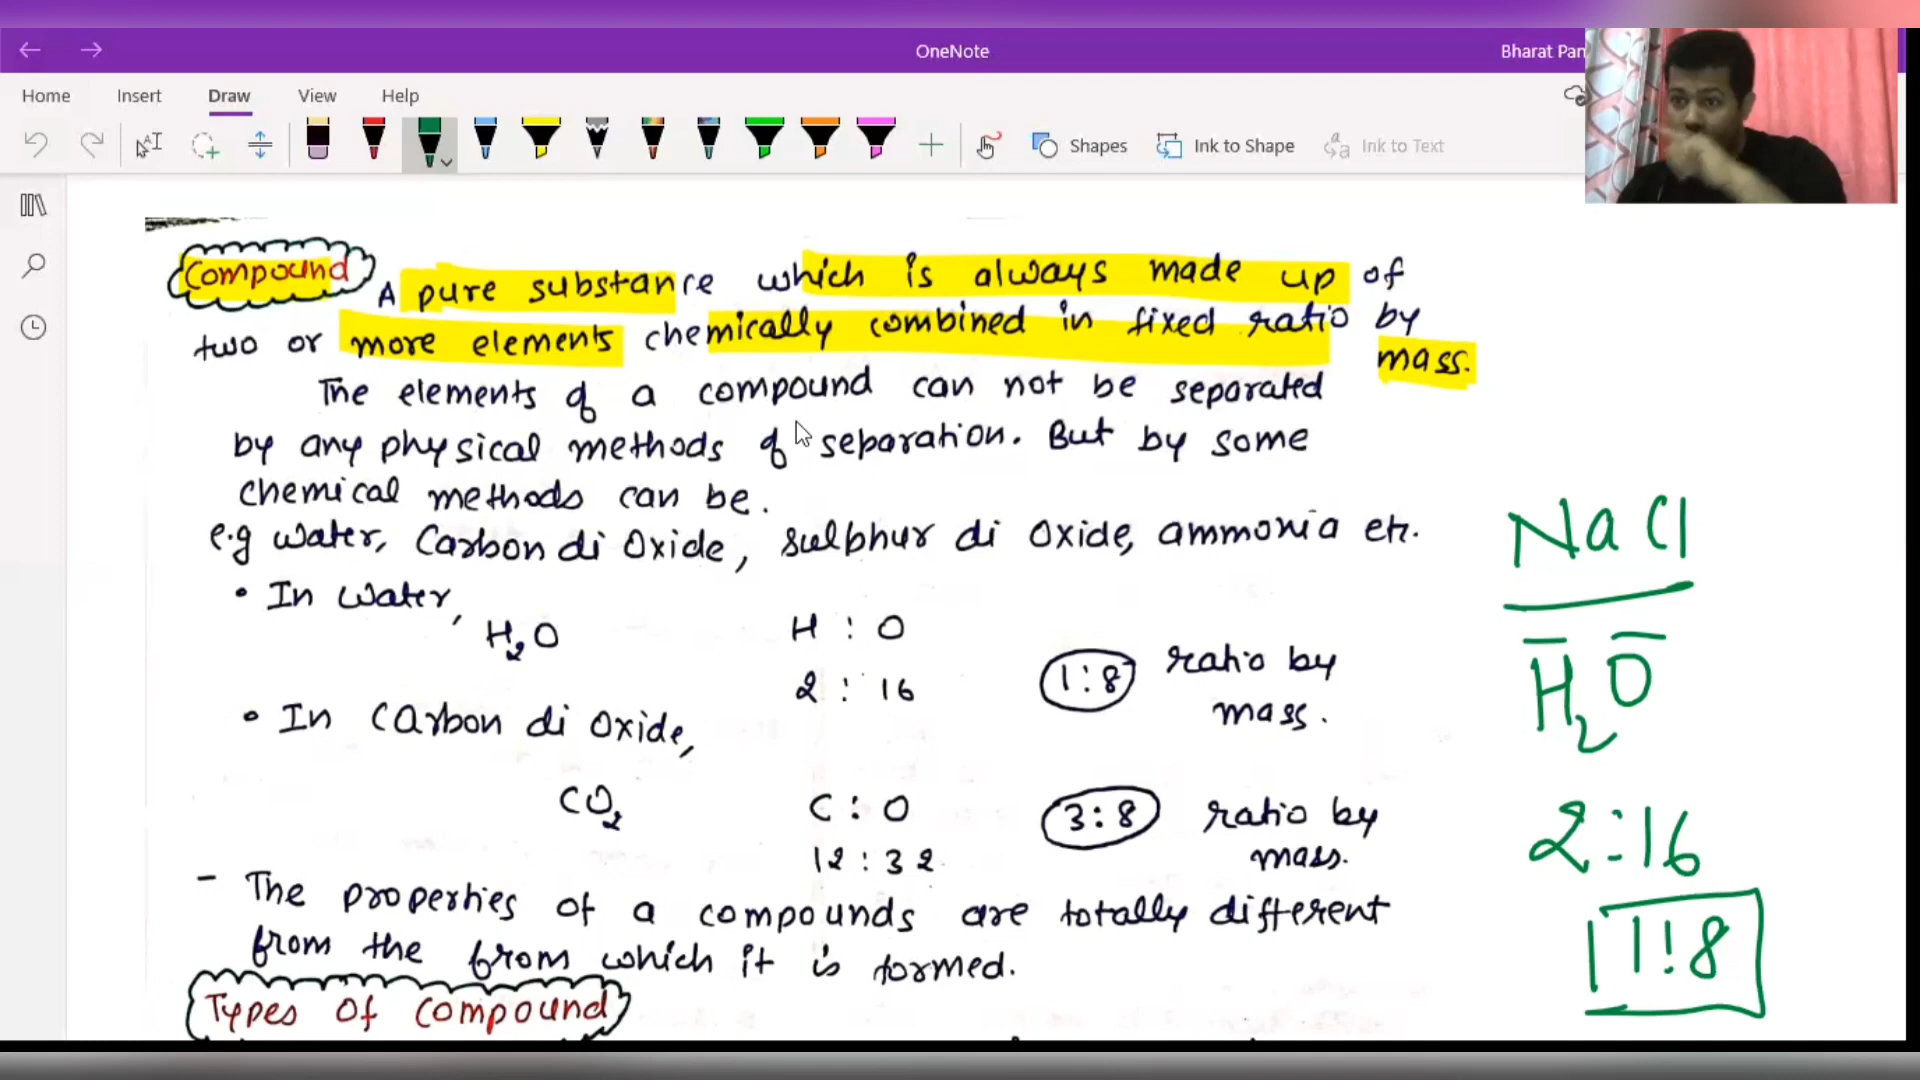 OneNote
Bharat Pan
Home Insert Draw View Help
Shapes Ink to Shape Ink to Text
Compound A pure substance which is always made up of
two or more elements chemically combined in fixed ratio by
mass.
The elements of a compound can not be separated
by any physical methods of separation. But by some
chemical methods can be.
e.g water, Carbon di Oxide, sulphur di Oxide, ammonia etc.
NaCl
• In water,
H2O H : O
2 : 16 1:8 ratio by
mass.
H2O
• In Carbon di Oxide,
CO2 C : O
12 : 32 3:8 ratio by
mass.
2:16
- The properties of a compounds are totally different
from the from which it is formed.
1:8
Types Of Compound